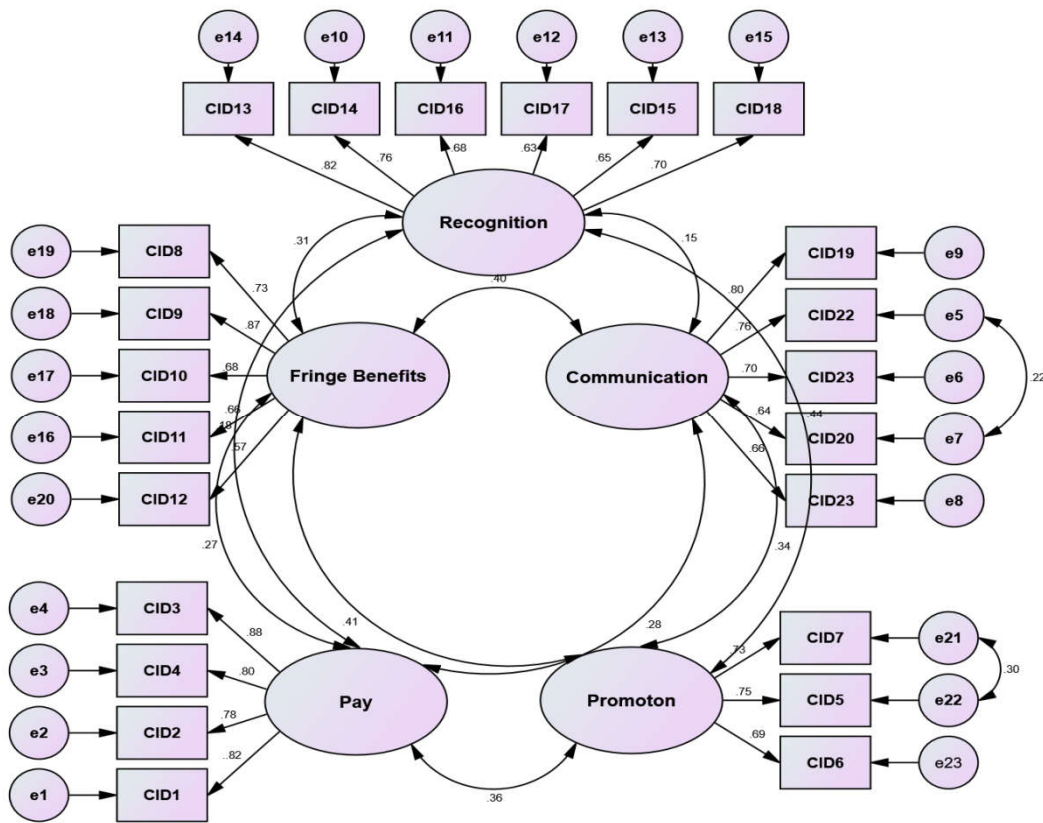 e14 e10 e11 e12 e13 e15
CID13 CID14 CID16 CID17 CID15 CID18
.82 .76 .68 .63 .65 .70
Recognition
.31 .15
.40
e19 CID8 .73
e18 CID9 .87
e17 CID10 .68
e16 CID11 .66
e20 CID12 .57
Fringe Benefits
.18
Communication
.80 CID19 e9
.76 CID22 e5
.70 CID23 e6
.64 CID20 e7
.66 CID23 e8
.22
.44
.27
.34
.41
.28
e4 CID3 .88
e3 CID4 .80
e2 CID2 .78
e1 CID1 .82
Pay
Promoton
.73 CID7 e21
.75 CID5 e22
.69 CID6 e23
.30
.36